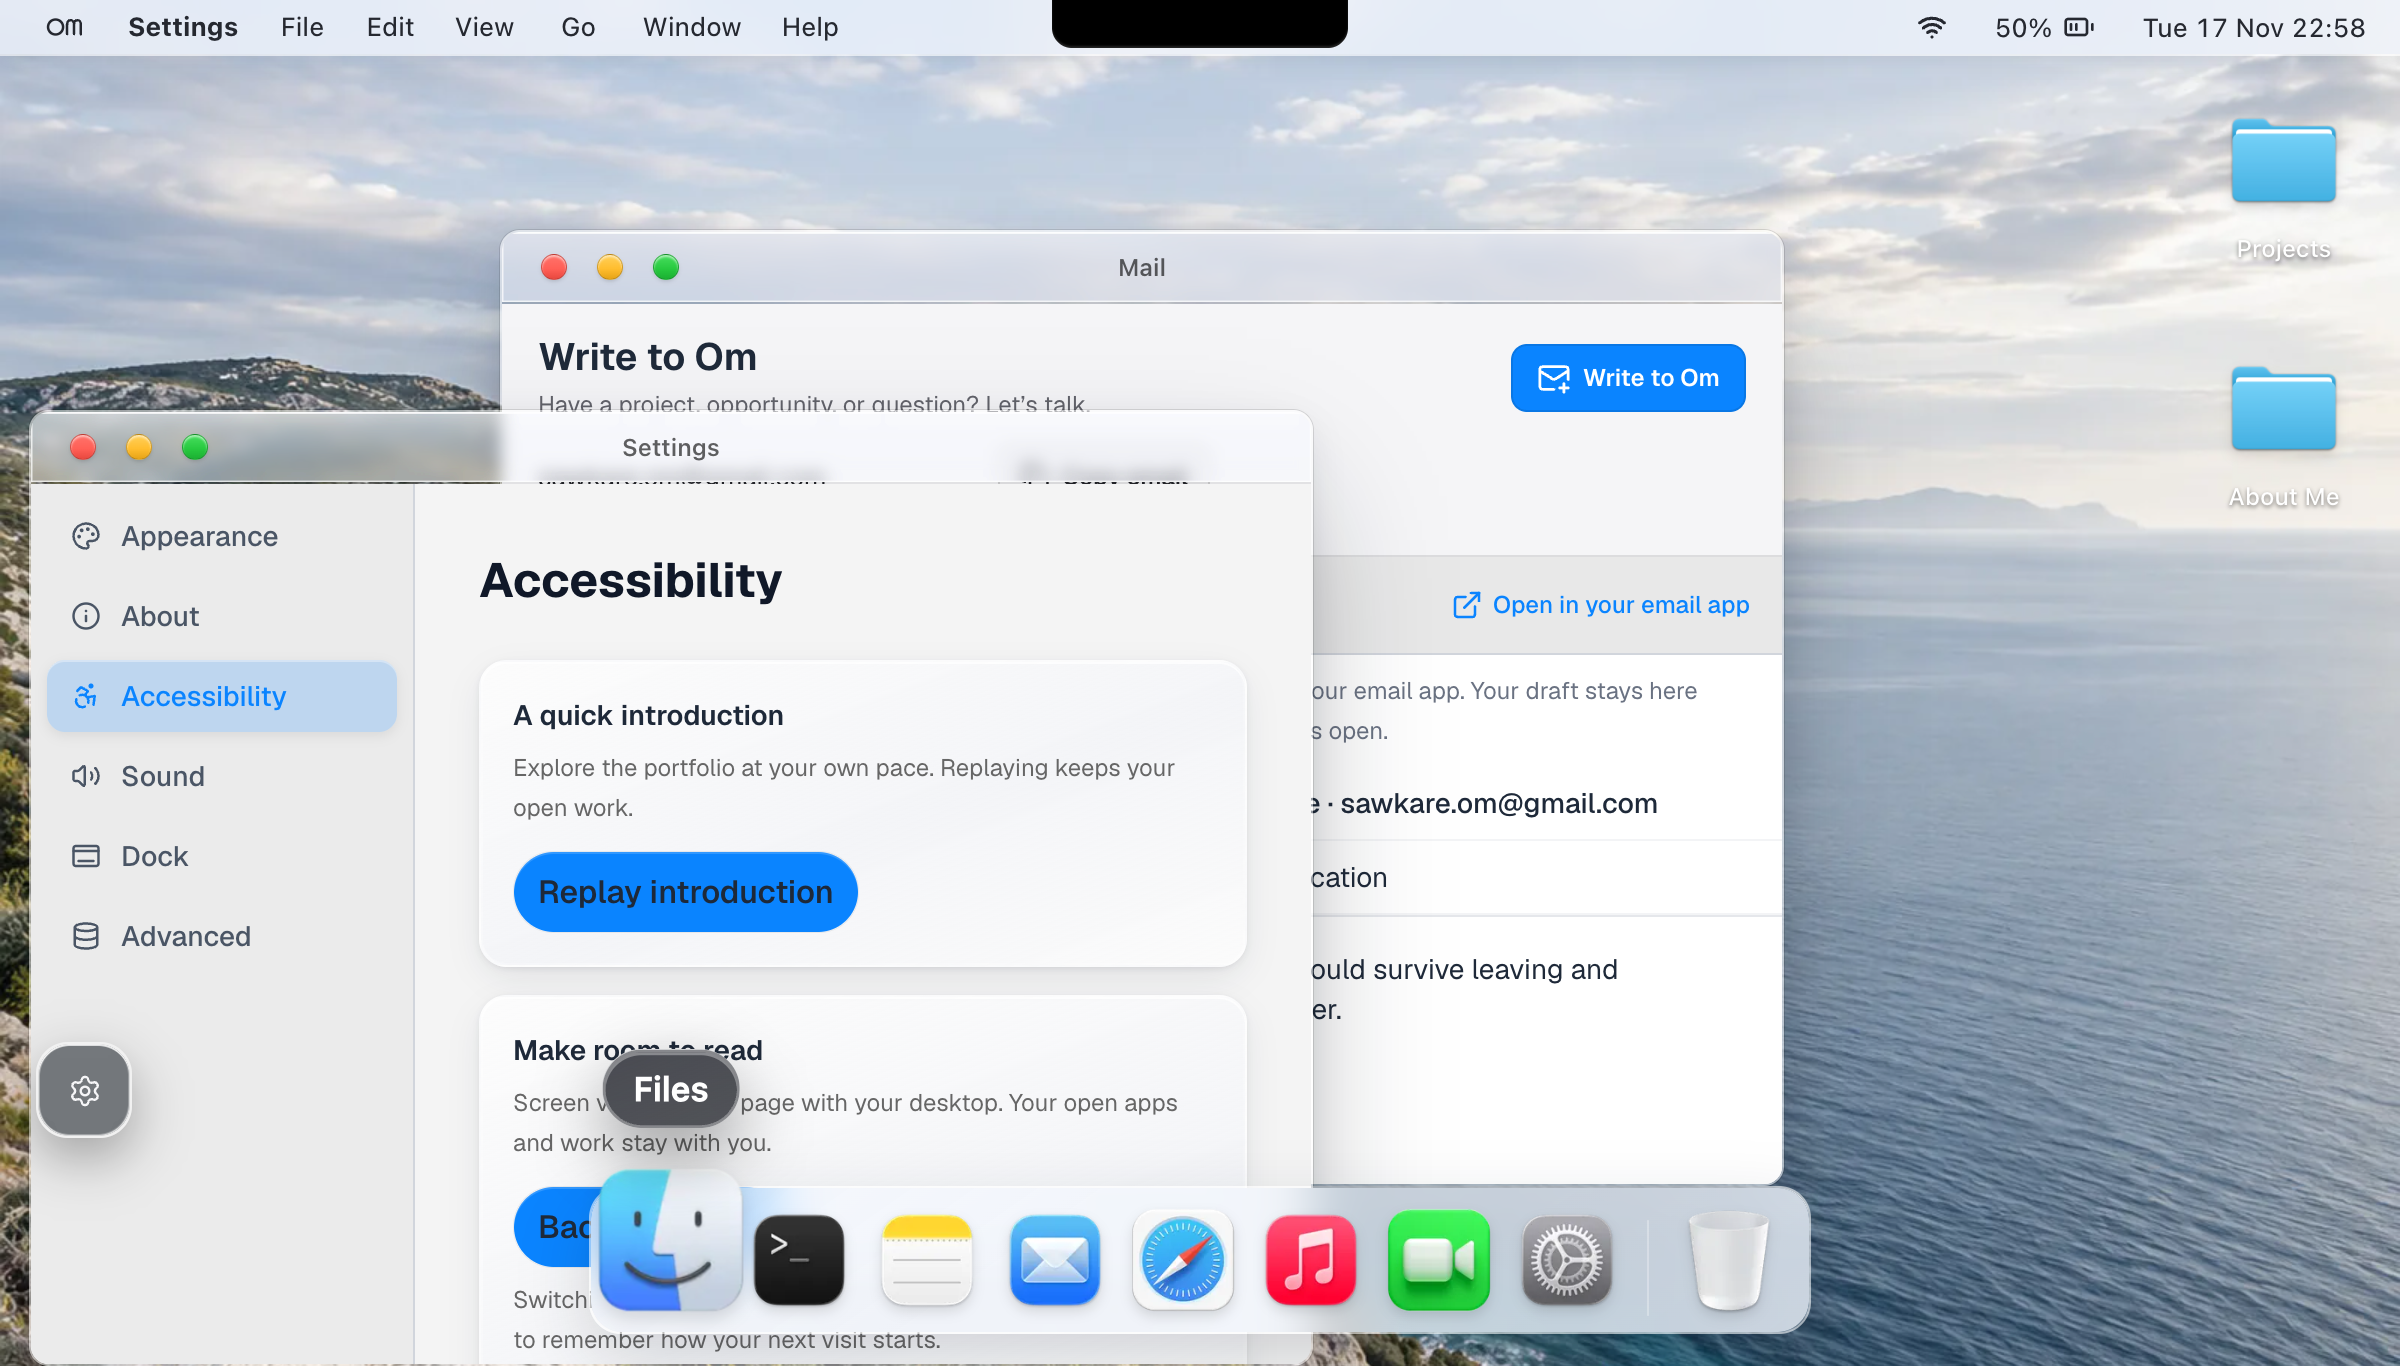 Om Settings File Edit View Go Window Help 50% Tue 17 Nov 22:58
Projects
About Me
Mail
Write to Om
Have a project, opportunity, or question? Let's talk.
Write to Om
Open in your email app
our email app. Your draft stays here
s open.
e · sawkare.om@gmail.com
cation
ould survive leaving and
er.
Settings
Appearance
About
Accessibility
Sound
Dock
Advanced
Accessibility
A quick introduction
Explore the portfolio at your own pace. Replaying keeps your
open work.
Replay introduction
Make room to read
Screen page with your desktop. Your open apps
and work stay with you.
to remember how your next visit starts.
Files
>_